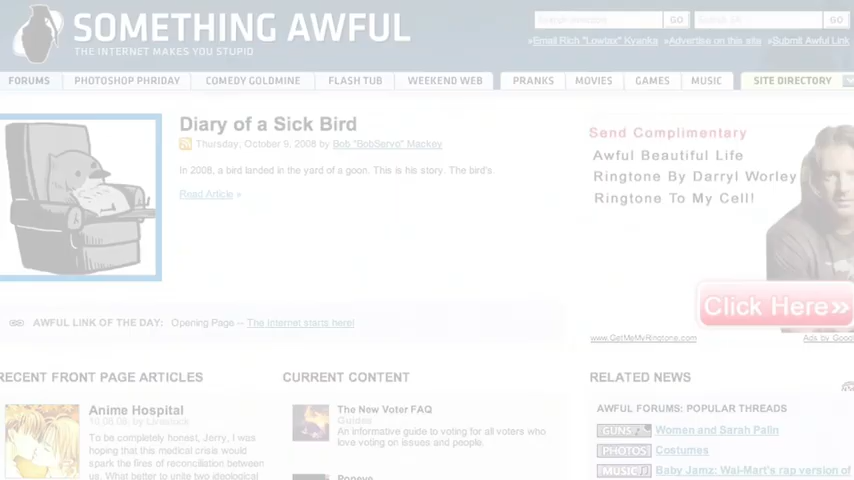 SOMETHING AWFUL
THE INTERNET MAKES YOU STUPID
GO
GO
»Email Rich "Lowtax" Kyanka »Advertise on this site »Submit Awful Link
FORUMS PHOTOSHOP PHRIDAY COMEDY GOLDMINE FLASH TUB WEEKEND WEB PRANKS MOVIES GAMES MUSIC SITE DIRECTORY
Diary of a Sick Bird
Thursday, October 9, 2008 by Bob "BobServo" Mackey
In 2008, a bird landed in the yard of a goon. This is his story. The bird's.
Read Article »
Send Complimentary
Awful Beautiful Life
Ringtone By Darryl Worley
Ringtone To My Cell!
Click Here»
www.GetMeMyRingtone.com
Ads by Goog
AWFUL LINK OF THE DAY: Opening Page -- The Internet starts here!
RECENT FRONT PAGE ARTICLES
Anime Hospital
10.08.08, by Livestock
To be completely honest, Jerry, I was
hoping that this medical crisis would
spark the fires of reconciliation between
us. What better to unite two ideological
CURRENT CONTENT
The New Voter FAQ
Guides
An informative guide to voting for all voters who
love voting on issues and people.
Popeye
RELATED NEWS
AWFUL FORUMS: POPULAR THREADS
GUNS Women and Sarah Palin
PHOTOS Costumes
MUSIC Baby Jamz: Wal-Mart's rap version of